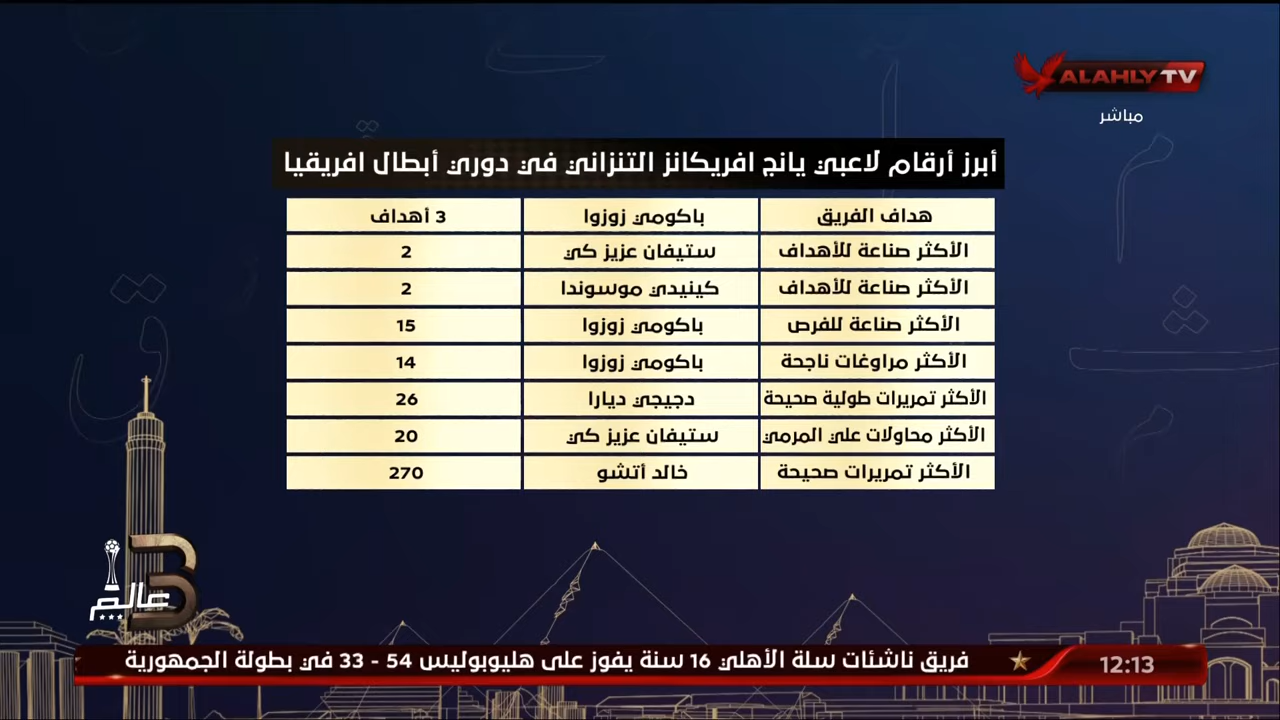 ALAHLY TV
مباشر
أبرز أرقام لاعبي يانج افريكانز التنزاني في دوري أبطال افريقيا
هداف الفريق باكومي زوزوا 3 أهداف
الأكثر صناعة للأهداف ستيفان عزيز كي 2
الأكثر صناعة للأهداف كينيدي موسوندا 2
الأكثر صناعة للفرص باكومي زوزوا 15
الأكثر مراوغات ناجحة باكومي زوزوا 14
الأكثر تمريرات طولية صحيحة دجيجي ديارا 26
الأكثر محاولات علي المرمي ستيفان عزيز كي 20
الأكثر تمريرات صحيحة خالد أتشو 270
3 عالم
12:13 فريق ناشئات سلة الأهلي 16 سنة يفوز على هليوبوليس 54 - 33 في بطولة الجمهورية